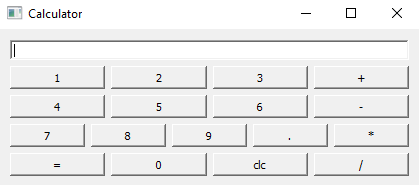 Calculator
1 2 3 +
4 5 6 -
7 8 9 . *
= 0 clc /